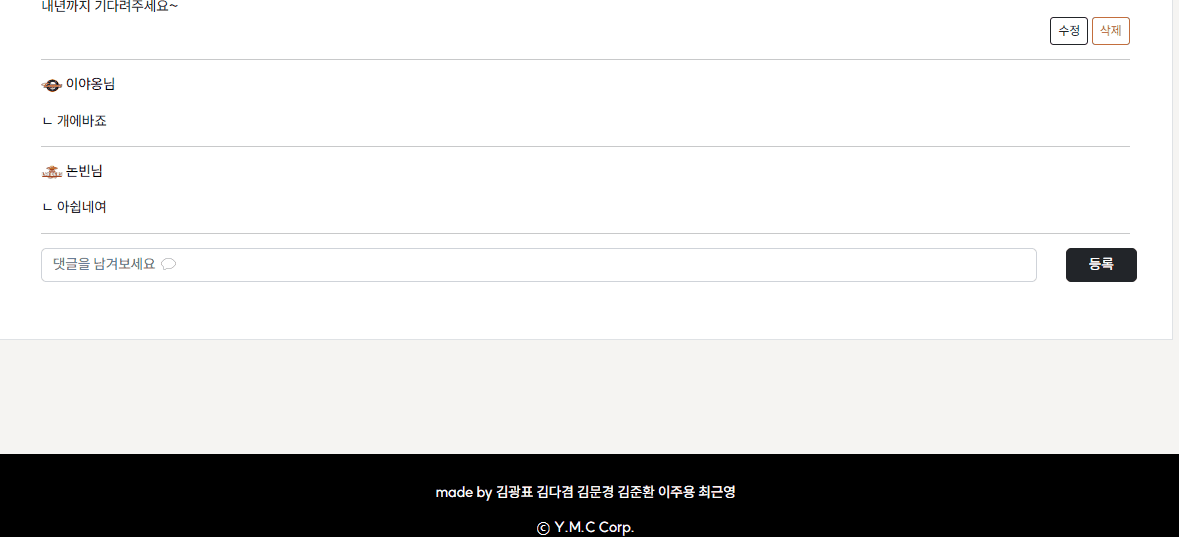 내년까지 기다려주세요~
수정 삭제
이야옹님
ㄴ 개에바죠
논빈님
ㄴ 아쉽네여
댓글을 남겨보세요 💬
등록
made by 김광표 김다겸 김문경 김준환 이주용 최근영
© Y.M.C Corp.